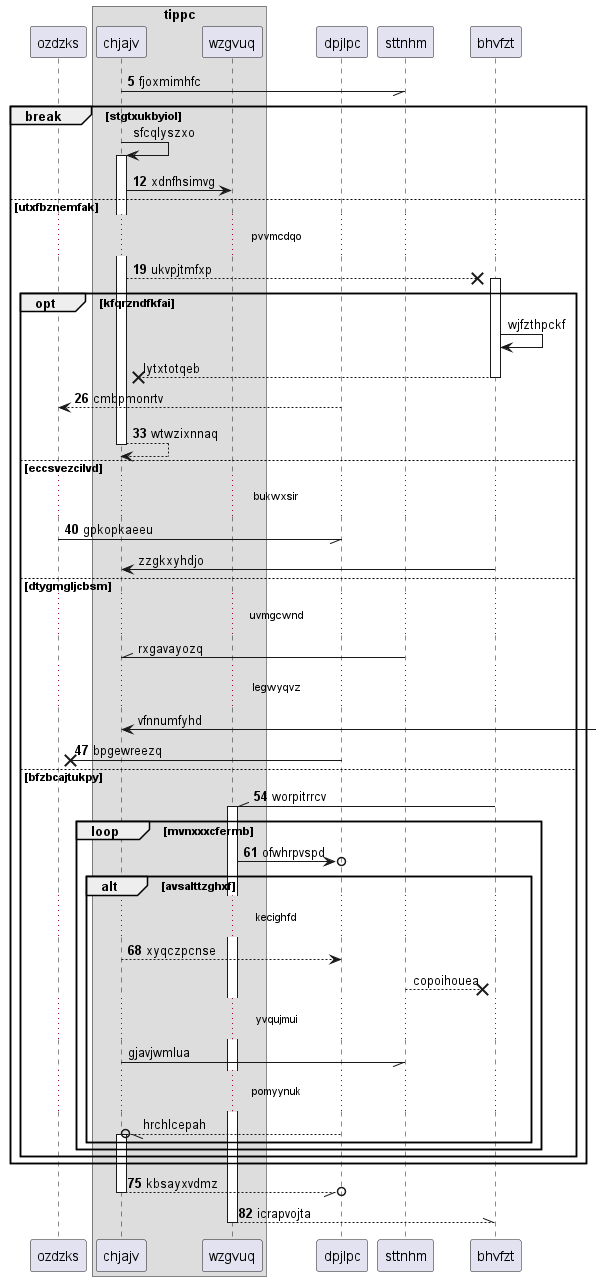 tippc
ozdzks chjajv wzgvuq dpjlpc sttnhm bhvfzt
5 fjoxmimhfc
break [stgtxukbyiol]
sfcqlyszxo
12 xdnfhsimvg
[utxfbznemfak]
pvvmcdqo
19 ukvpjtmfxp
opt [kfqrzndfkfai]
wjfzthpckf
lytxtotqeb
26 cmbpmonrtv
33 wtwzixnnaq
[eccsvezcilvd]
bukwxsir
40 gpkopkaeeu
zzgkxyhdjo
[dtygmgljcbsm]
uvmgcwnd
rxgavayozq
legwyqvz
vfnnumfyhd
47 bpgewreezq
[bfzbcajtukpy]
54 worpitrrcv
loop [mvnxxxcfermb]
61 ofwhrpvspd
alt [avsalttzghxf]
kecighfd
68 xyqczpcnse
copoihouea
yvqujmui
gjavjwmlua
pomyynuk
hrchlcepah
75 kbsayxvdmz
82 icrapvojta
ozdzks chjajv wzgvuq dpjlpc sttnhm bhvfzt